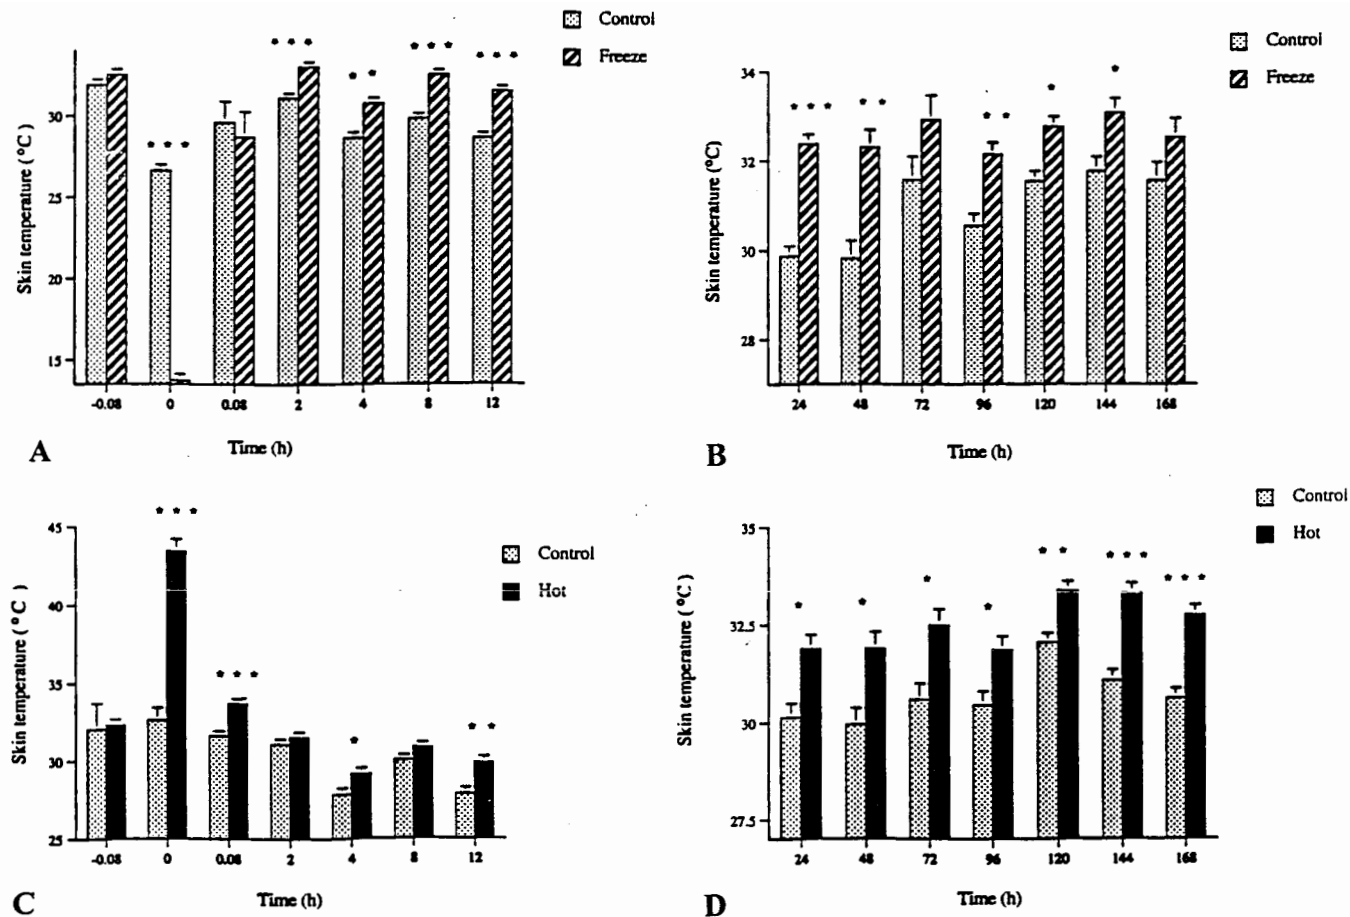 Control
Freeze
* * *
* * *
* *
* * *
* * *
Skin temperature ( °C )
30
25
20
15
-0.08 0 0.08 2 4 8 12
Time (h)
A
Control
Freeze
* * *
* *
* *
*
*
Skin temperature (°C)
34
32
30
28
24 48 72 96 120 144 168
Time (h)
B
Control
Hot
* * *
* * *
*
* *
Skin temperature ( °C )
45
40
35
30
25
-0.08 0 0.08 2 4 8 12
Time (h)
C
Control
Hot
*
*
*
*
* *
* * *
* * *
Skin temperature ( °C)
35
32.5
30
27.5
24 48 72 96 120 144 168
Time (h)
D